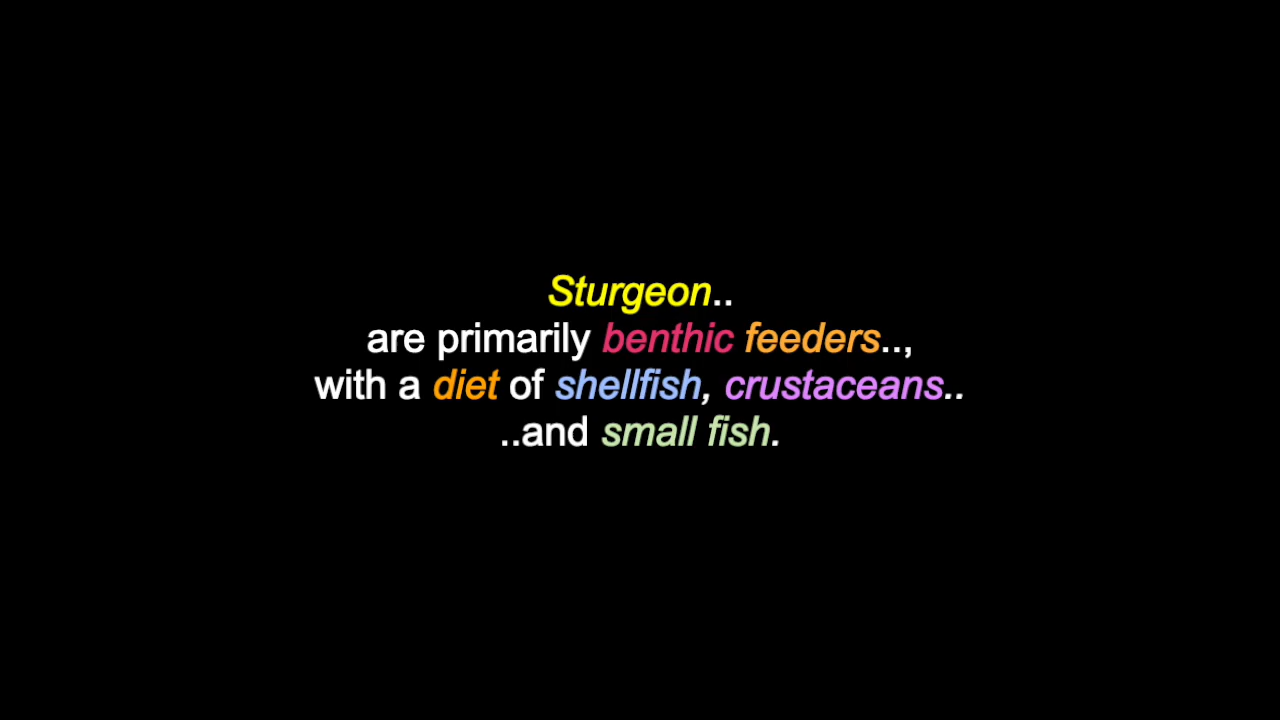 Sturgeon..
are primarily benthic feeders..,
with a diet of shellfish, crustaceans..
..and small fish.